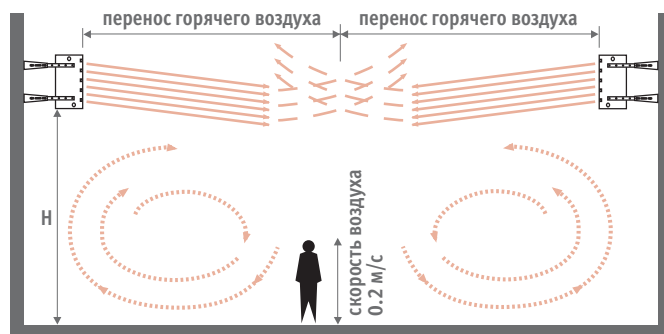 перенос горячего воздуха
перенос горячего воздуха
H
скорость воздуха
0.2 м/с